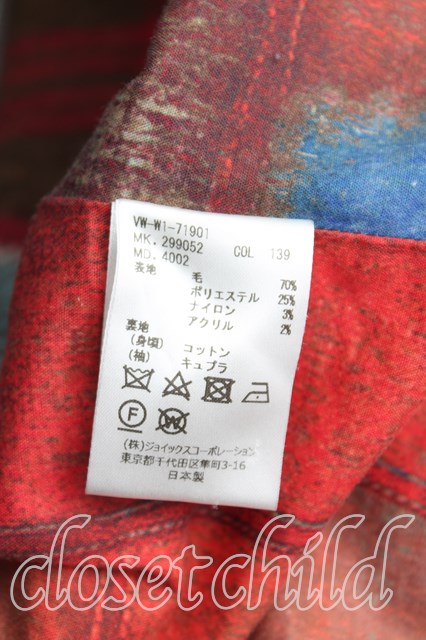 VW-W1-71901
MK. 299052 COL 139
MD. 4002
表地 毛 70%
ポリエステル 25%
ナイロン 3%
アクリル 2%
裏地
(身頃) コットン
(袖) キュプラ
F W
(株)ジョイックスコーポレーション
東京都千代田区隼町3-16
日本製
closet child